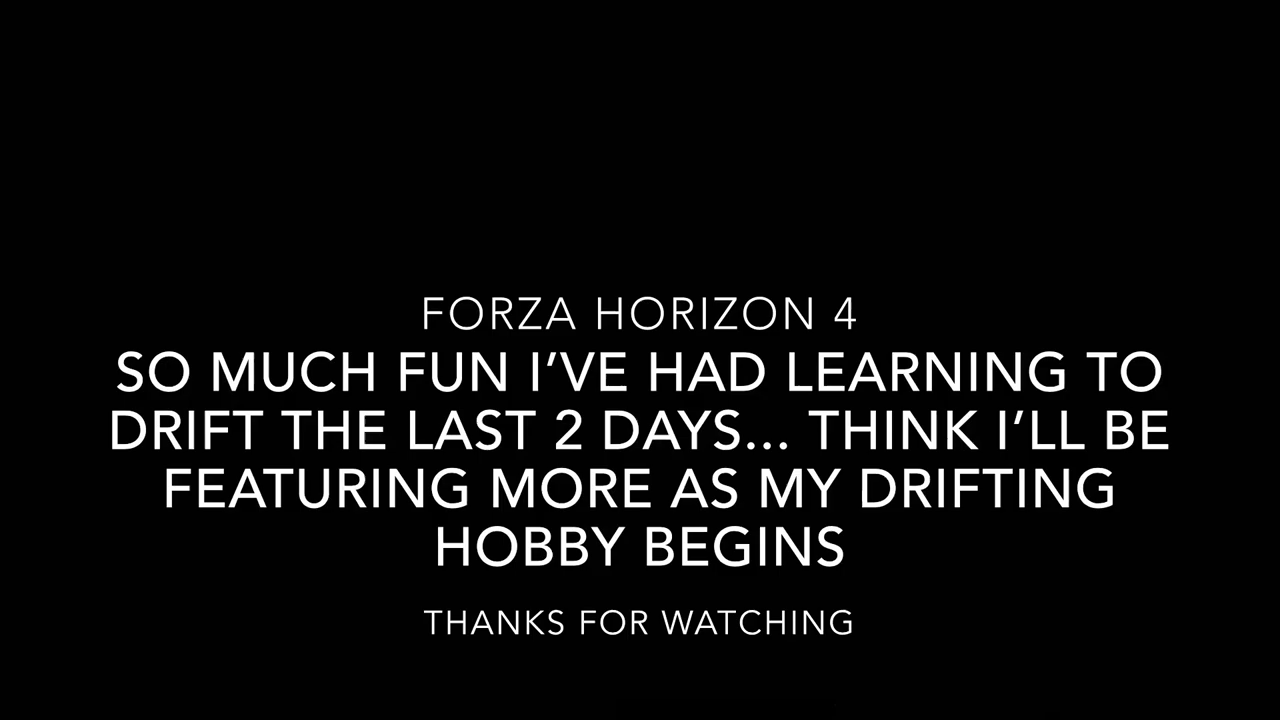 FORZA HORIZON 4
SO MUCH FUN I’VE HAD LEARNING TO
DRIFT THE LAST 2 DAYS... THINK I’LL BE
FEATURING MORE AS MY DRIFTING
HOBBY BEGINS
THANKS FOR WATCHING